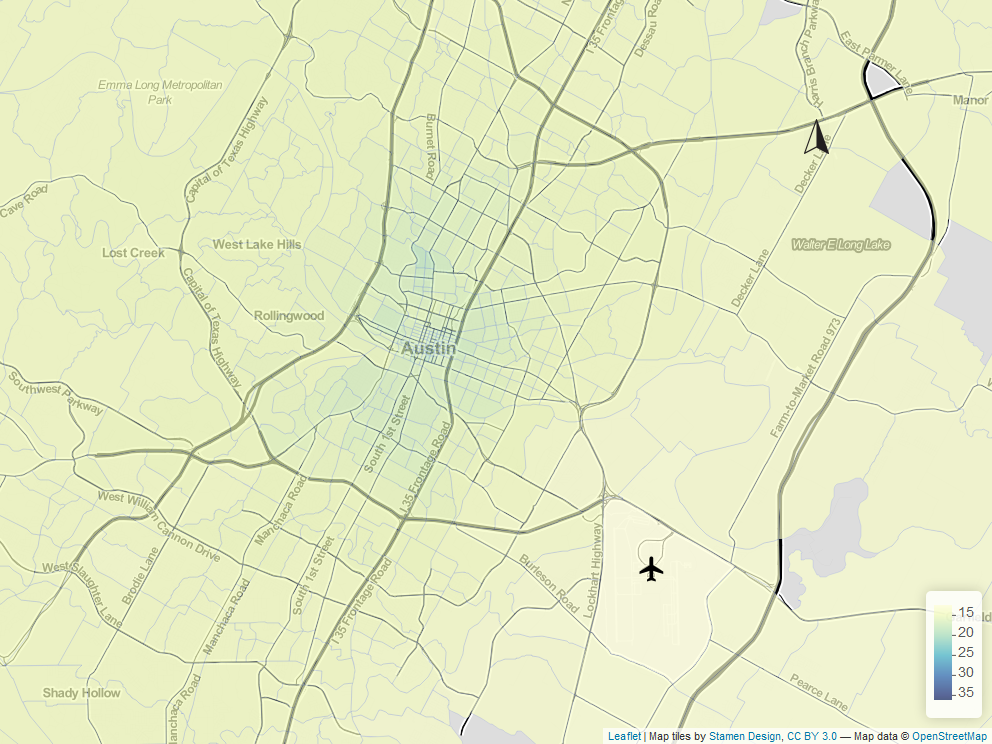 I 35 Frontage
Dessau Road
Harris Branch Parkway
East Parmer Lane
Emma Long Metropolitan
Park
Manor
Capital of Texas Highway
Burnet Road
Decker Lane
Cave Road
Lost Creek
West Lake Hills
Walter E Long Lake
Decker Lane
Capital of Texas Highway
Rollingwood
Austin
Farm-to-Market Road 973
Southwest Parkway
South 1st Street
I 35 Frontage Road
West William Cannon Drive
Manchaca Road
Lockhart Highway
West Slaughter Lane
Brodie Lane
South 1st Street
I 35 Frontage Road
Burleson Road
Manchaca Road
15
20
25
30
35
Shady Hollow
Manchaca Road
Pearce Lane
Leaflet | Map tiles by Stamen Design, CC BY 3.0 — Map data © OpenStreetMap